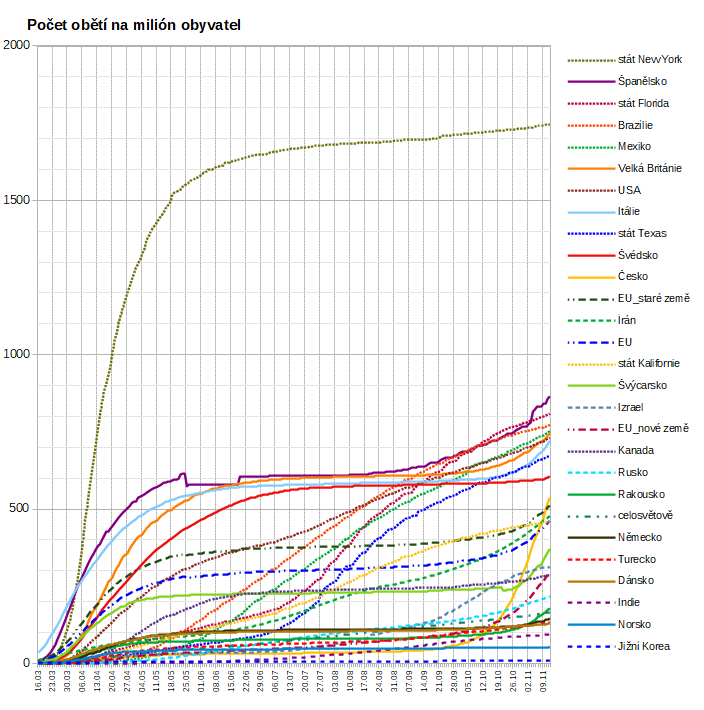 Počet obětí na milión obyvatel
2000
1500
1000
500
0
stát NewYork
Španělsko
stát Florida
Brazílie
Mexiko
Velká Británie
USA
Itálie
stát Texas
Švédsko
Česko
EU_staré země
Írán
EU
stát Kalifornie
Švýcarsko
Izrael
EU_nové země
Kanada
Rusko
Rakousko
celosvětově
Německo
Turecko
Dánsko
Indie
Norsko
Jižní Korea
16.03 23.03 30.03 06.04 13.04 20.04 27.04 04.05 11.05 18.05 25.05 01.06 08.06 15.06 22.06 29.06 06.07 13.07 20.07 27.07 03.08 10.08 17.08 24.08 31.08 07.09 14.09 21.09 28.09 05.10 12.10 19.10 26.10 02.11 09.11